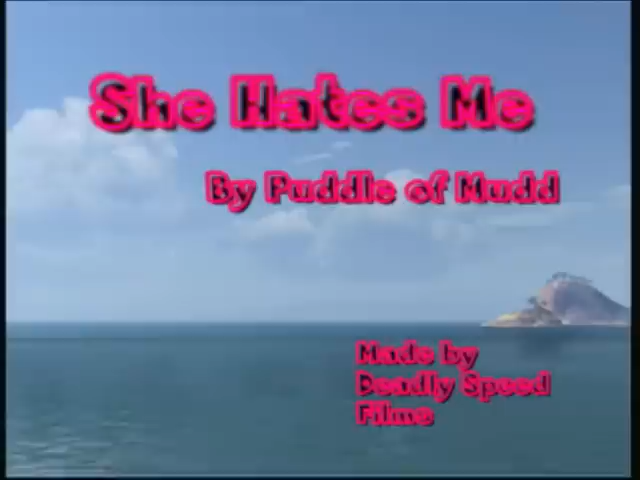 She Hates Me
By Puddle of Mudd
Made by
Deadly Speed
Films